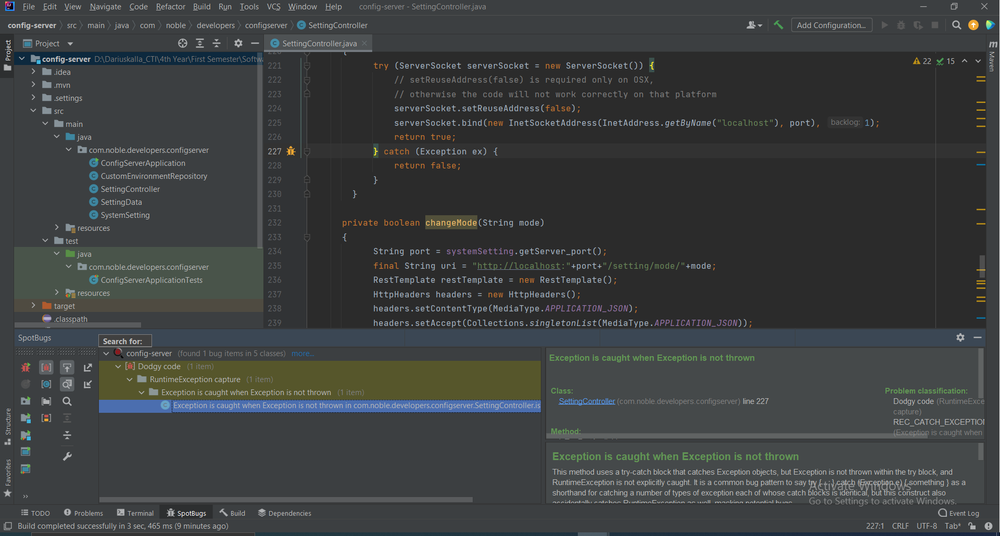 File Edit View Navigate Code Refactor Build Run Tools VCS Window Help config-server - SettingController.java
config-server src main java com noble developers configserver SettingController
Add Configuration...
Project
SettingController.java
config-server D:\Dariuskalla_CTI\4th Year\First Semester\Softwa
.idea
.mvn
.settings
src
main
java
com.noble.developers.configserver
ConfigServerApplication
CustomEnvironmentRepository
SettingController
SettingData
SystemSetting
resources
test
java
com.noble.developers.configserver
ConfigServerApplicationTests
resources
target
.classpath
Project
Structure
Favorites
Maven
22 15
{
221 try (ServerSocket serverSocket = new ServerSocket()) {
222 // setReuseAddress(false) is required only on OSX,
223 // otherwise the code will not work correctly on that platform
224 serverSocket.setReuseAddress(false);
225 serverSocket.bind(new InetSocketAddress(InetAddress.getByName("localhost"), port), backlog: 1);
226 return true;
227 } catch (Exception ex) {
228 return false;
229 }
230 }
231
232 private boolean changeMode(String mode)
233 {
234 String port = systemSetting.getServer_port();
235 final String uri = "http://localhost:"+port+"/setting/mode/"+mode;
236 RestTemplate restTemplate = new RestTemplate();
237 HttpHeaders headers = new HttpHeaders();
238 headers.setContentType(MediaType.APPLICATION_JSON);
239 headers.setAccept(Collections.singletonList(MediaType.APPLICATION_JSON));
SpotBugs
Search for:
config-server (found 1 bug items in 5 classes) more...
Dodgy code (1 item)
RuntimeException capture (1 item)
Exception is caught when Exception is not thrown (1 item)
Exception is caught when Exception is not thrown in com.noble.developers.configserver.SettingController.is
Exception is caught when Exception is not thrown
Class:
SettingController (com.noble.developers.configserver) line 227
Method:
Problem classification:
Dodgy code (RuntimeExce
capture)
REC_CATCH_EXCEPTION
(Exception is caught when
Exception is caught when Exception is not thrown
This method uses a try-catch block that catches Exception objects, but Exception is not thrown within the try block, and
RuntimeException is not explicitly caught. It is a common bug pattern to say try { ... } catch (Exception e) { something } as a
shorthand for catching a number of types of exception each of whose catch blocks is identical, but this construct also
accidentally catches RuntimeException as well, masking potential bugs.
Activate Windows
Go to Settings to activate Windows.
TODO Problems Terminal SpotBugs Build Dependencies Event Log
Build completed successfully in 3 sec, 465 ms (9 minutes ago) 227:1 CRLF UTF-8 Tab*